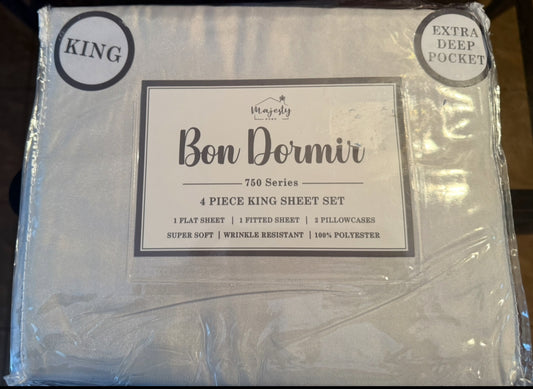 KING
EXTRA
DEEP
POCKET
Majesty
Bon Dormir
750 Series
4 PIECE KING SHEET SET
1 FLAT SHEET | 1 FITTED SHEET | 2 PILLOWCASES
SUPER SOFT | WRINKLE RESISTANT | 100% POLYESTER